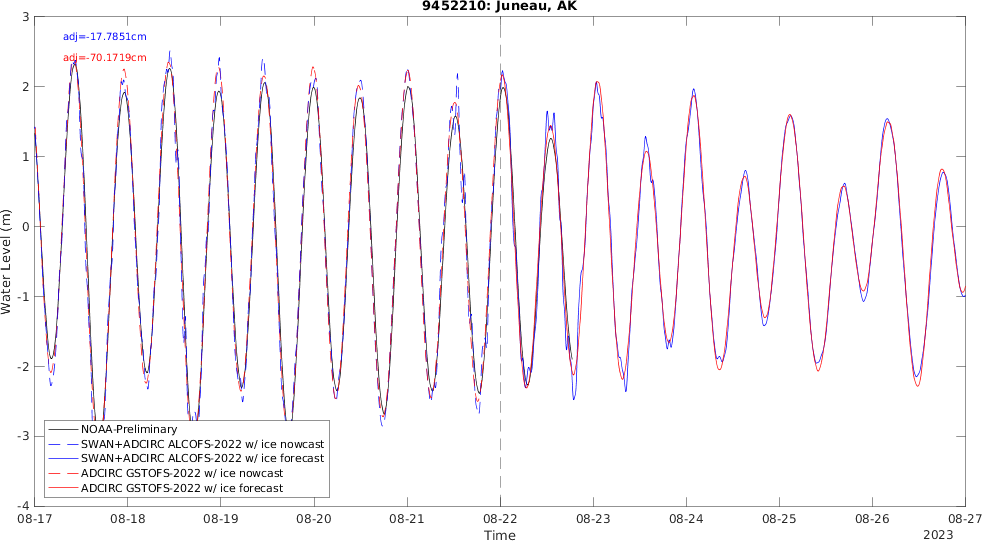 9452210: Juneau, AK
adj=-17.7851cm
adj=-70.1719cm
3
2
1
0
-1
-2
-3
-4
Water Level (m)
NOAA-Preliminary
SWAN+ADCIRC ALCOFS-2022 w/ ice nowcast
SWAN+ADCIRC ALCOFS-2022 w/ ice forecast
ADCIRC GSTOFS-2022 w/ ice nowcast
ADCIRC GSTOFS-2022 w/ ice forecast
08-17 08-18 08-19 08-20 08-21 08-22 08-23 08-24 08-25 08-26 08-27
Time
2023